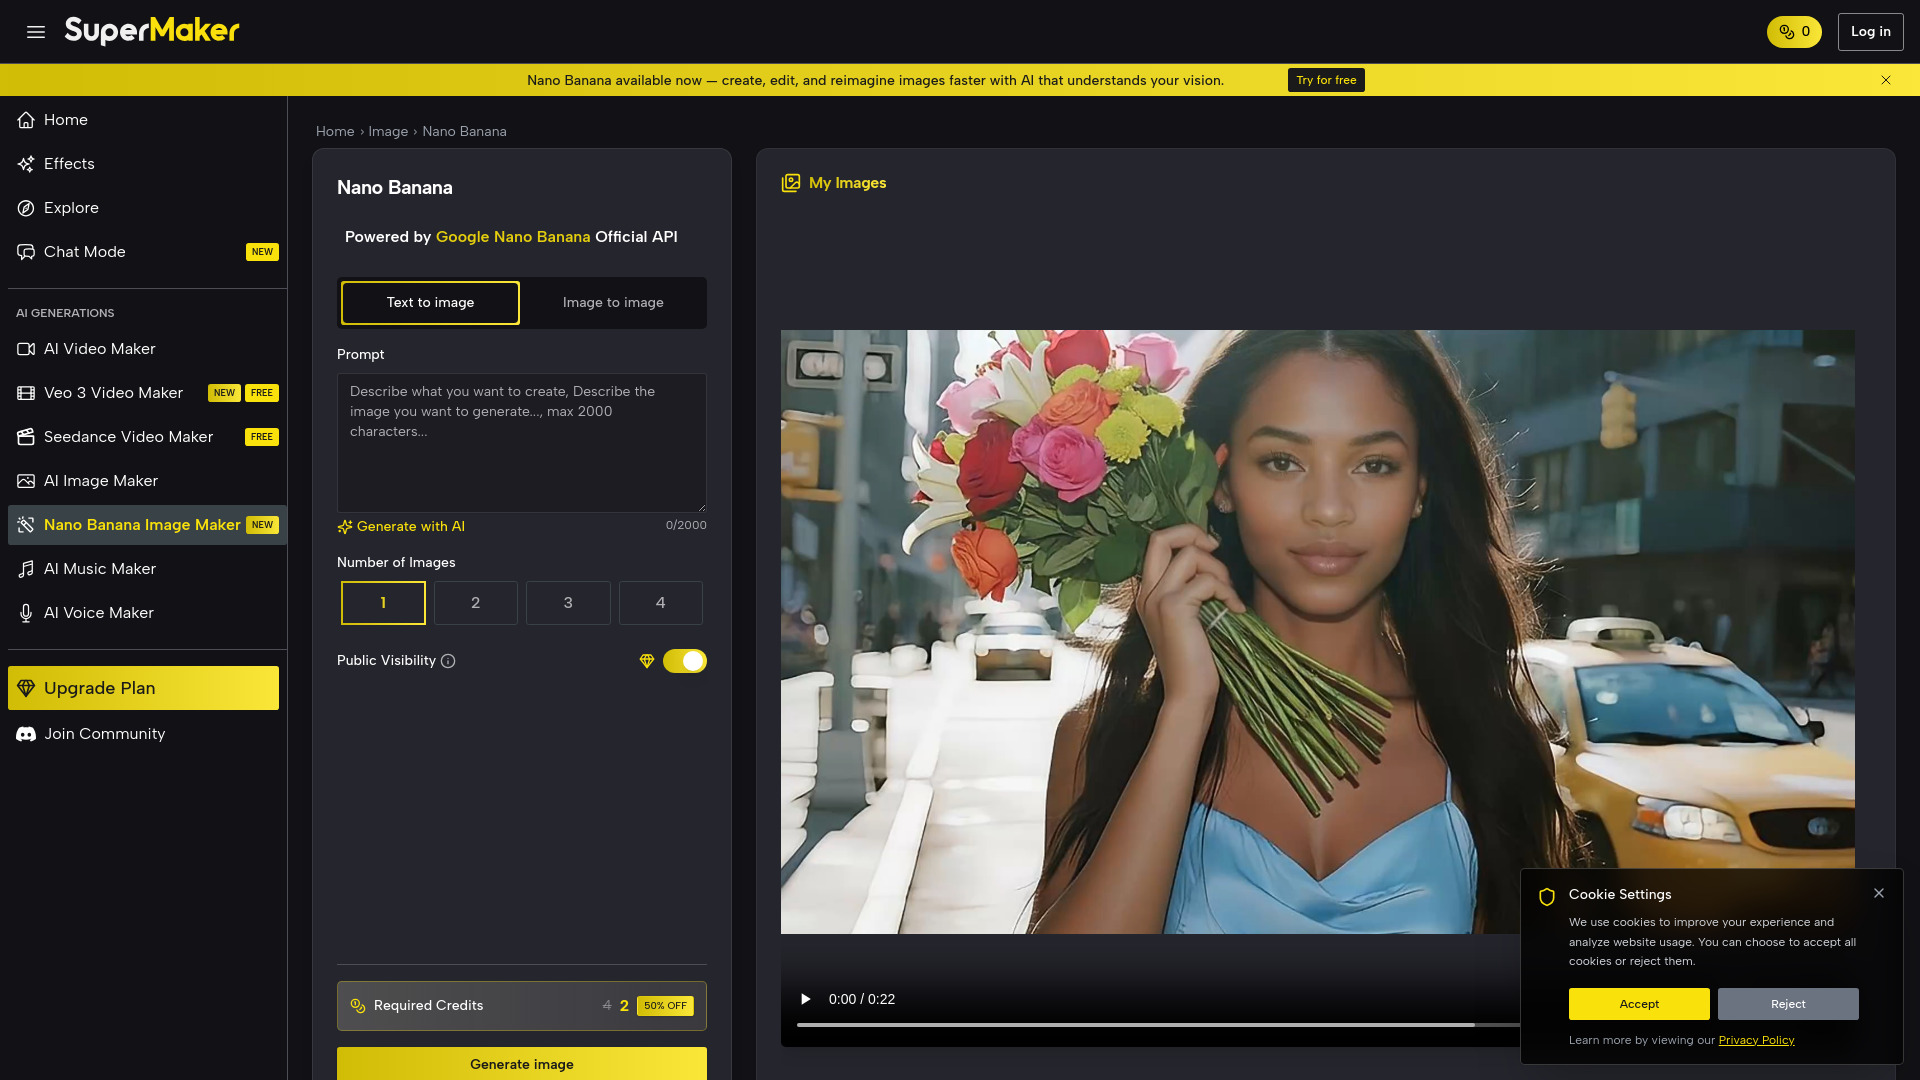 SuperMaker
0
Log in
Nano Banana available now — create, edit, and reimagine images faster with AI that understands your vision.
Try for free
Home
Effects
Explore
Chat Mode
NEW
AI GENERATIONS
AI Video Maker
Veo 3 Video Maker
NEW
FREE
Seedance Video Maker
FREE
AI Image Maker
Nano Banana Image Maker
NEW
AI Music Maker
AI Voice Maker
Upgrade Plan
Join Community
Home › Image › Nano Banana
Nano Banana
Powered by Google Nano Banana Official API
Text to image
Image to image
Prompt
Describe what you want to create, Describe the
image you want to generate..., max 2000
characters...
Generate with AI
0/2000
Number of Images
1
2
3
4
Public Visibility
Required Credits
4
2
50% OFF
Generate image
My Images
0:00 / 0:22
Cookie Settings
We use cookies to improve your experience and
analyze website usage. You can choose to accept all
cookies or reject them.
Accept
Reject
Learn more by viewing our Privacy Policy